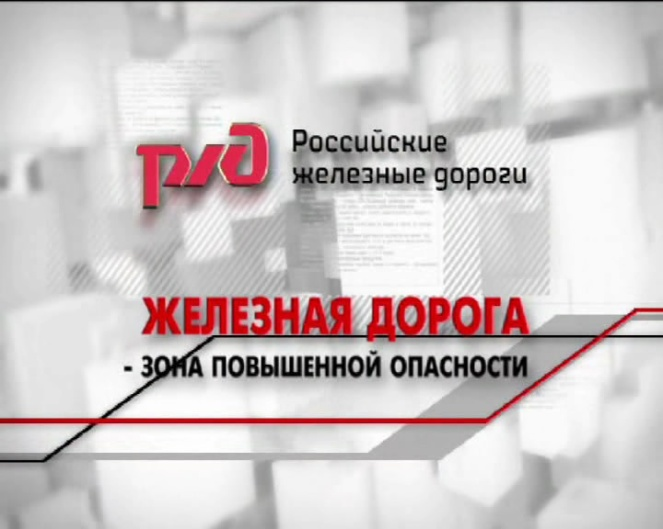 ржд
Российские
железные дороги
ЖЕЛЕЗНАЯ ДОРОГА
- ЗОНА ПОВЫШЕННОЙ ОПАСНОСТИ